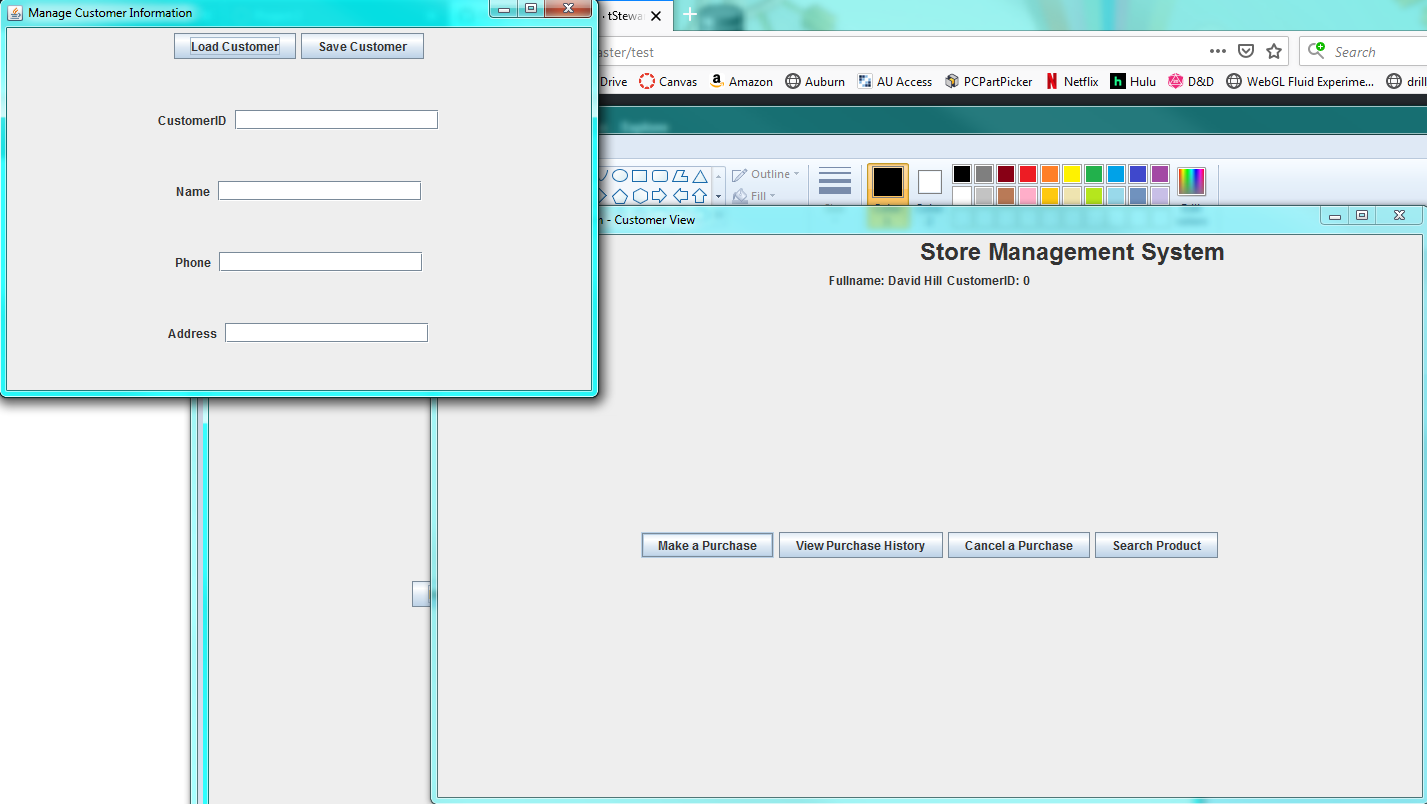 Manage Customer Information
Load Customer Save Customer
CustomerID
Name
Phone
Address
· tStewar
aster/test
Search
Drive Canvas Amazon Auburn AU Access PCPartPicker Netflix Hulu D&D WebGL Fluid Experime... drill
Outline
Fill
- Customer View
Store Management System
Fullname: David Hill CustomerID: 0
Make a Purchase View Purchase History Cancel a Purchase Search Product